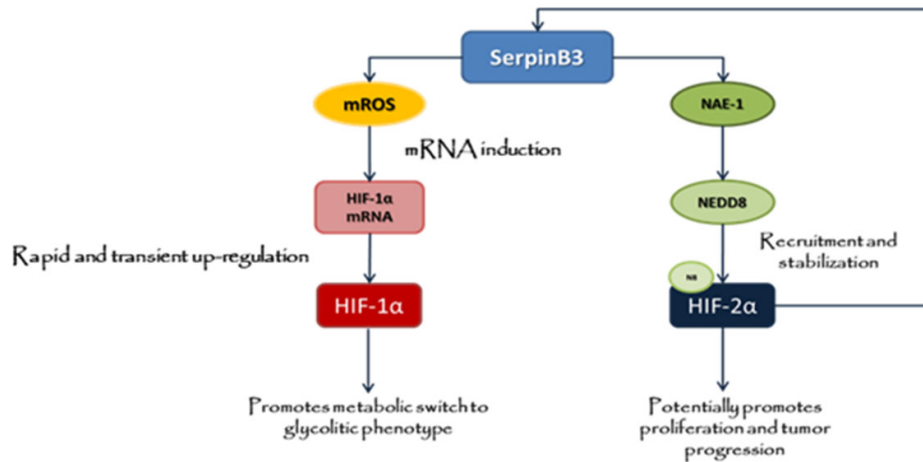 SerpinB3
mROS
NAE-1
mRNA induction
HIF-1α
mRNA
NEDD8
Rapid and transient up-regulation
Recruitment and
stabilization
N8
HIF-1α
HIF-2α
Promotes metabolic switch to
glycolitic phenotype
Potentially promotes
proliferation and tumor
progression